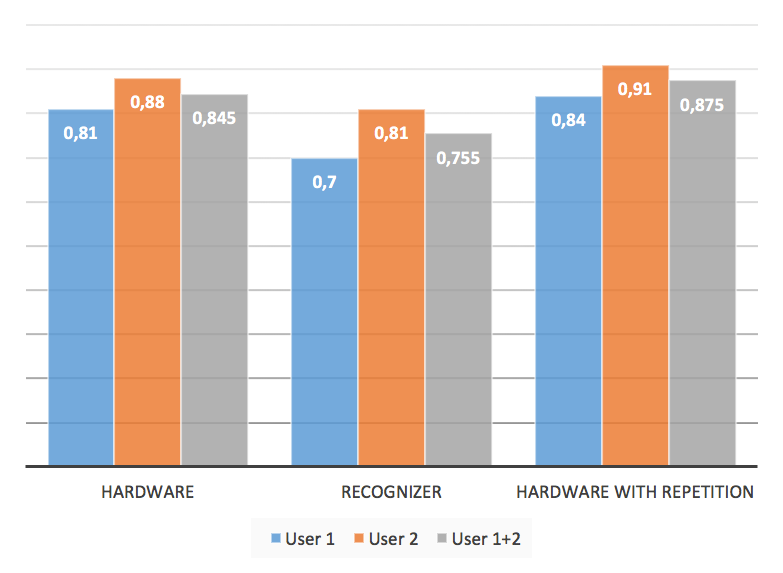 0,81
0,88
0,845
0,7
0,81
0,755
0,84
0,91
0,875
HARDWARE
RECOGNIZER
HARDWARE WITH REPETITION
User 1
User 2
User 1+2